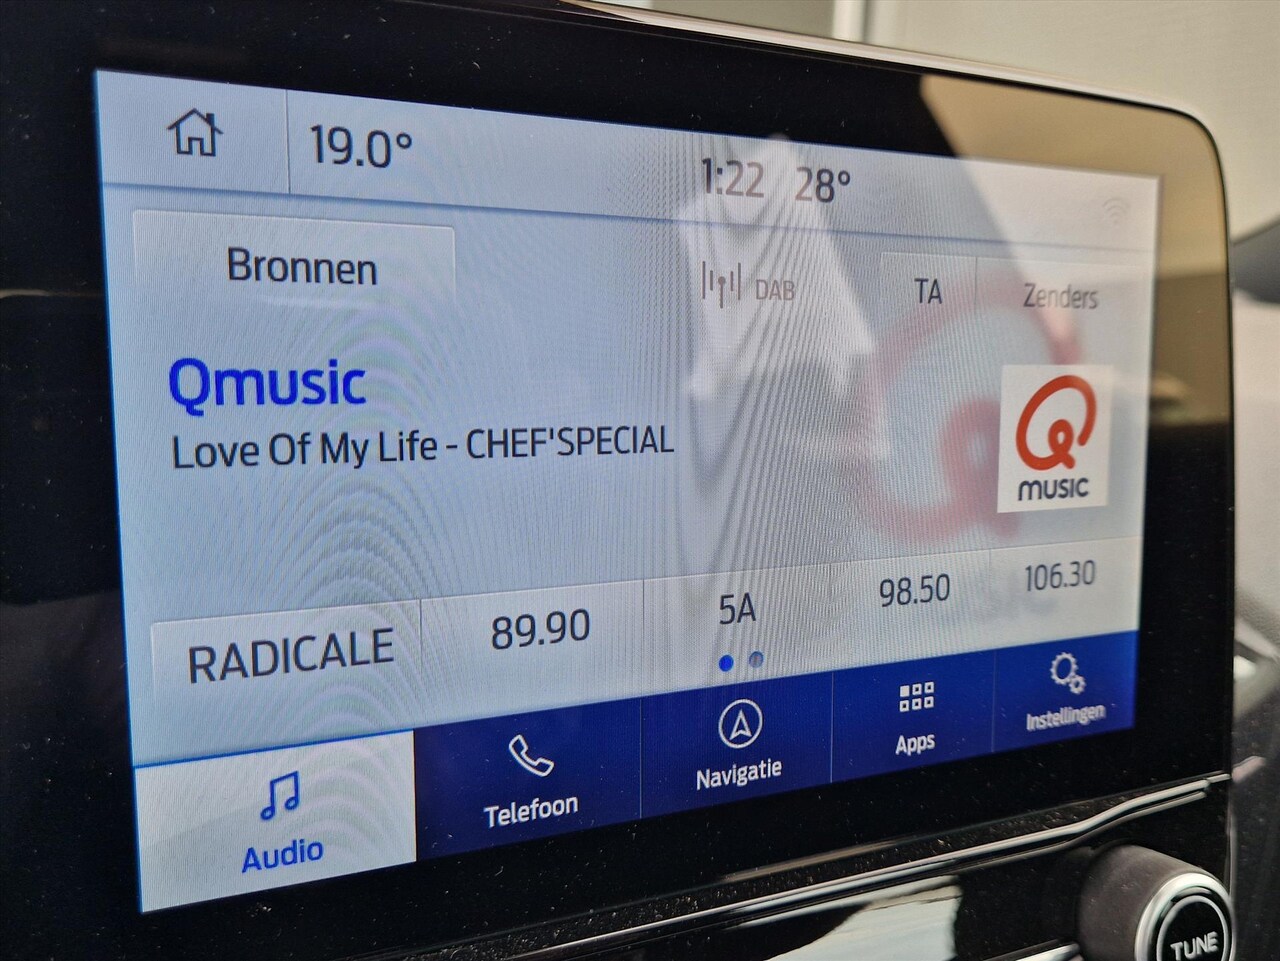 19.0° 1:22 28°
Bronnen DAB TA Zenders
Qmusic
Love Of My Life - CHEF'SPECIAL
MUSIC
RADICALE 89.90 5A 98.50 106.30
Audio Telefoon Navigatie Apps Instellingen
TUNE